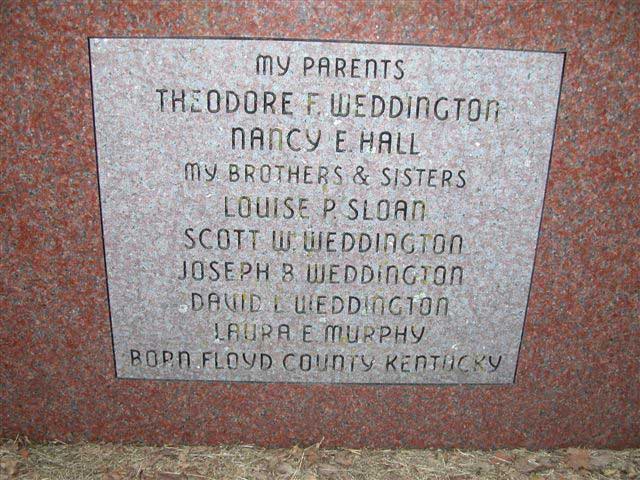 MY PARENTS
THEODORE F. WEDDINGTON
NANCY E. HALL
MY BROTHERS & SISTERS
LOUISE P. SLOAN
SCOTT W. WEDDINGTON
JOSEPH B. WEDDINGTON
DAVID L. WEDDINGTON
LAURA E. MURPHY
BORN FLOYD COUNTY KENTUCKY